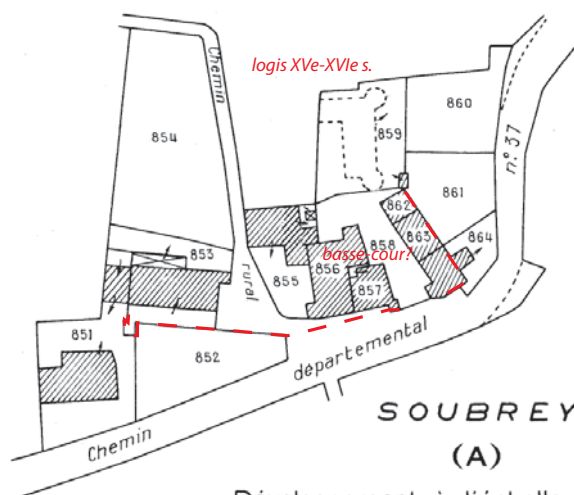 logis XVe-XVIe s.
Chemin
854
859
860
nº 37
862
861
853
rural
858
863
864
basse-cour?
855
856
857
851
852
départemental
Chemin
SOUBREY
(A)